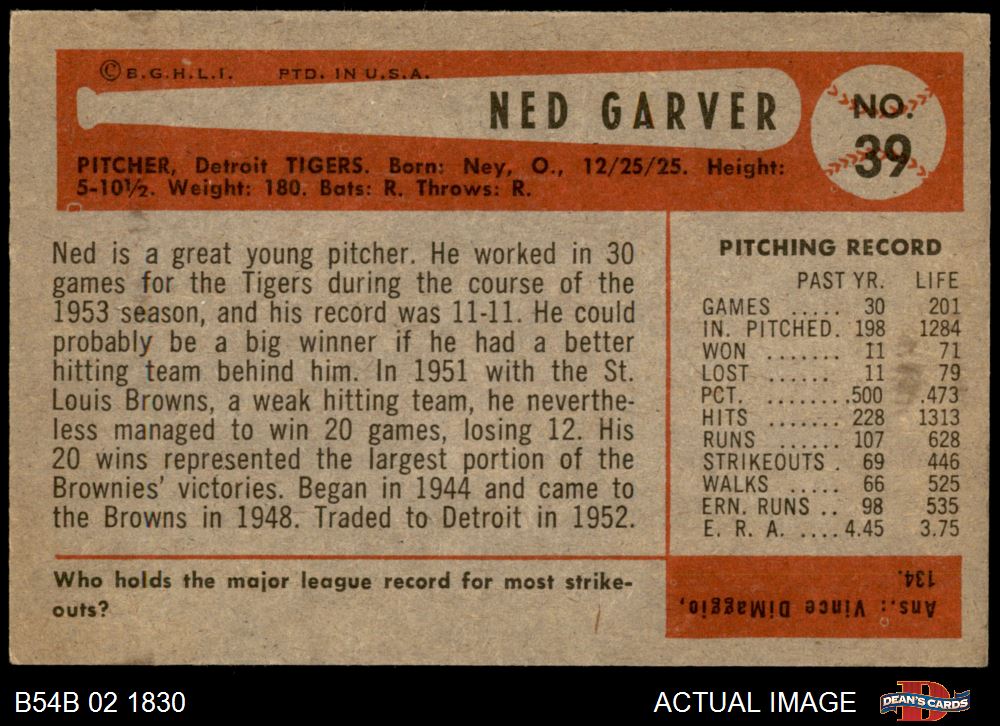 ©B.G.H.L.I. PTD. IN U.S.A.
NED GARVER
NO.
39
PITCHER, Detroit TIGERS. Born: Ney, O., 12/25/25. Height:
5-10½. Weight: 180. Bats: R. Throws: R.
Ned is a great young pitcher. He worked in 30
games for the Tigers during the course of the
1953 season, and his record was 11-11. He could
probably be a big winner if he had a better
hitting team behind him. In 1951 with the St.
Louis Browns, a weak hitting team, he neverthe-
less managed to win 20 games, losing 12. His
20 wins represented the largest portion of the
Brownies' victories. Began in 1944 and came to
the Browns in 1948. Traded to Detroit in 1952.
PITCHING RECORD
PAST YR. LIFE
GAMES ..... 30 201
IN. PITCHED. 198 1284
WON ....... 11 71
LOST ...... 11 79
PCT. ........500 .473
HITS ....... 228 1313
RUNS ...... 107 628
STRIKEOUTS . 69 446
WALKS ..... 66 525
ERN. RUNS .. 98 535
E. R. A. ....4.45 3.75
Who holds the major league record for most strike-
outs?
Ans.: Vince DiMaggio,
134.
B54B 02 1830
ACTUAL IMAGE
DEAN'S CARDS